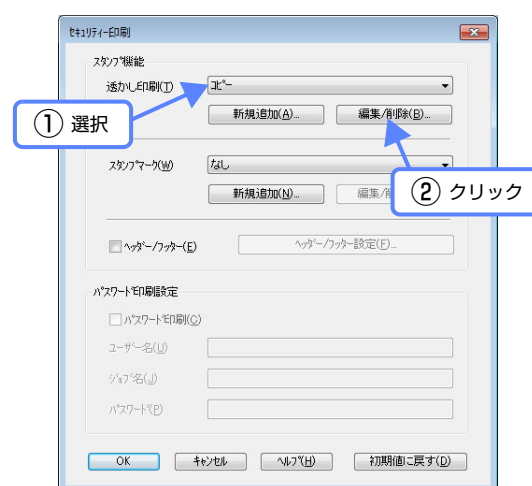 ｾｷｭﾘﾃｨｰ印刷
ｽﾀﾝﾌﾟ機能
透かし印刷(T)
ｺﾋﾟｰ
新規追加(A)...
編集/削除(B)...
① 選択
ｽﾀﾝﾌﾟﾏｰｸ(W)
なし
新規追加(N)...
編集/削
② クリック
ﾍｯﾀﾞｰ/ﾌｯﾀｰ(E)
ﾍｯﾀﾞｰ/ﾌｯﾀｰ設定(F)...
ﾊﾟｽﾜｰﾄﾞ印刷設定
ﾊﾟｽﾜｰﾄﾞ印刷(C)
ﾕｰｻﾞｰ名(U)
ｼﾞｮﾌﾞ名(J)
ﾊﾟｽﾜｰﾄﾞ(P)
OK
ｷｬﾝｾﾙ
ﾍﾙﾌﾟ(H)
初期値に戻す(D)